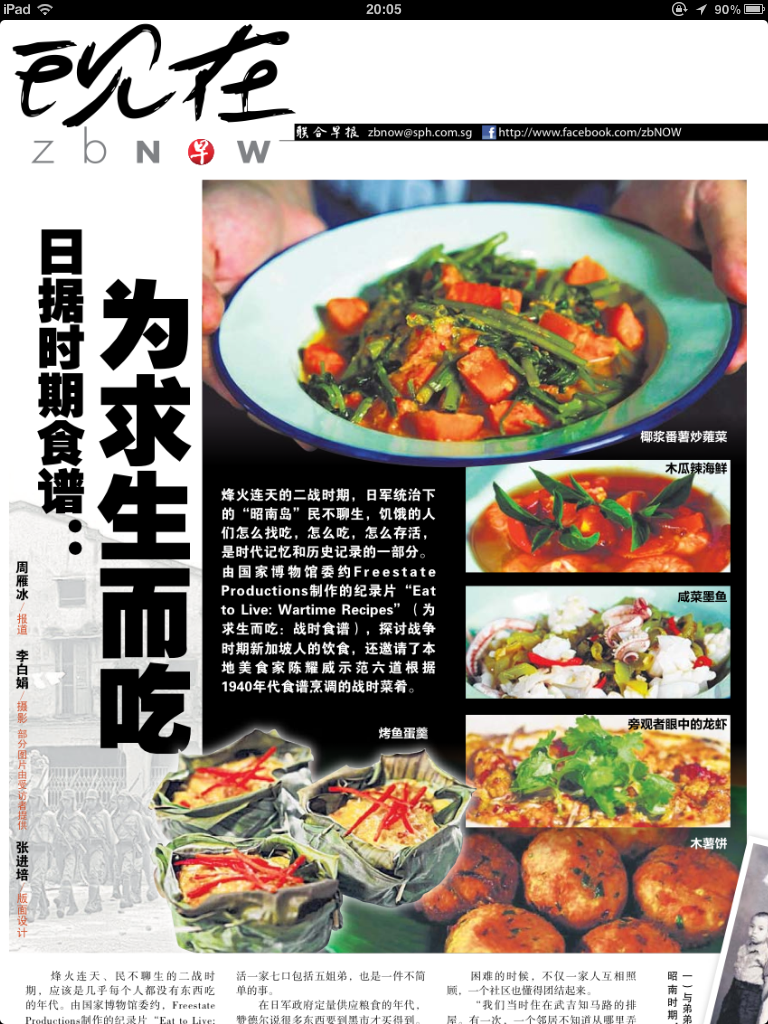 iPad
20:05
90%
现在
zbNOW
早
联合早报 zbnow@sph.com.sg f http://www.facebook.com/zbNOW
日据时期食谱：
为求生而吃
周雁冰／报道
李白娟／摄影
部分图片由受访者提供
张进培／版面设计
椰浆番薯炒蕹菜
木瓜辣海鲜
咸菜墨鱼
旁观者眼中的龙虾
木薯饼
烤鱼蛋羹
烽火连天的二战时期，日军统治下
的“昭南岛”民不聊生，饥饿的人
们怎么找吃，怎么吃，怎么存活，
是时代记忆和历史记录的一部分。
由国家博物馆委约Freestate
Productions制作的纪录片“Eat
to Live: Wartime Recipes”（为
求生而吃：战时食谱），探讨战争
时期新加坡人的饮食，还邀请了本
地美食家陈耀威示范六道根据
1940年代食谱烹调的战时菜肴。
烽火连天、民不聊生的二战时
期，应该是几乎每个人都没有东西吃
的年代。由国家博物馆委约，Freestate
Productions制作的纪录片“Eat to Live:
活一家七口包括五姐弟，也是一件不简
单的事。
在日军政府定量供应粮食的年代，
赞德尔说很多东西要到黑市才买得到。
困难的时候，不仅一家人互相照
顾，一个社区也懂得团结起来。
“我们当时住在武吉知马路的排
屋。有一次，一个邻居不知道从哪里弄
一）与弟弟
昭南时期